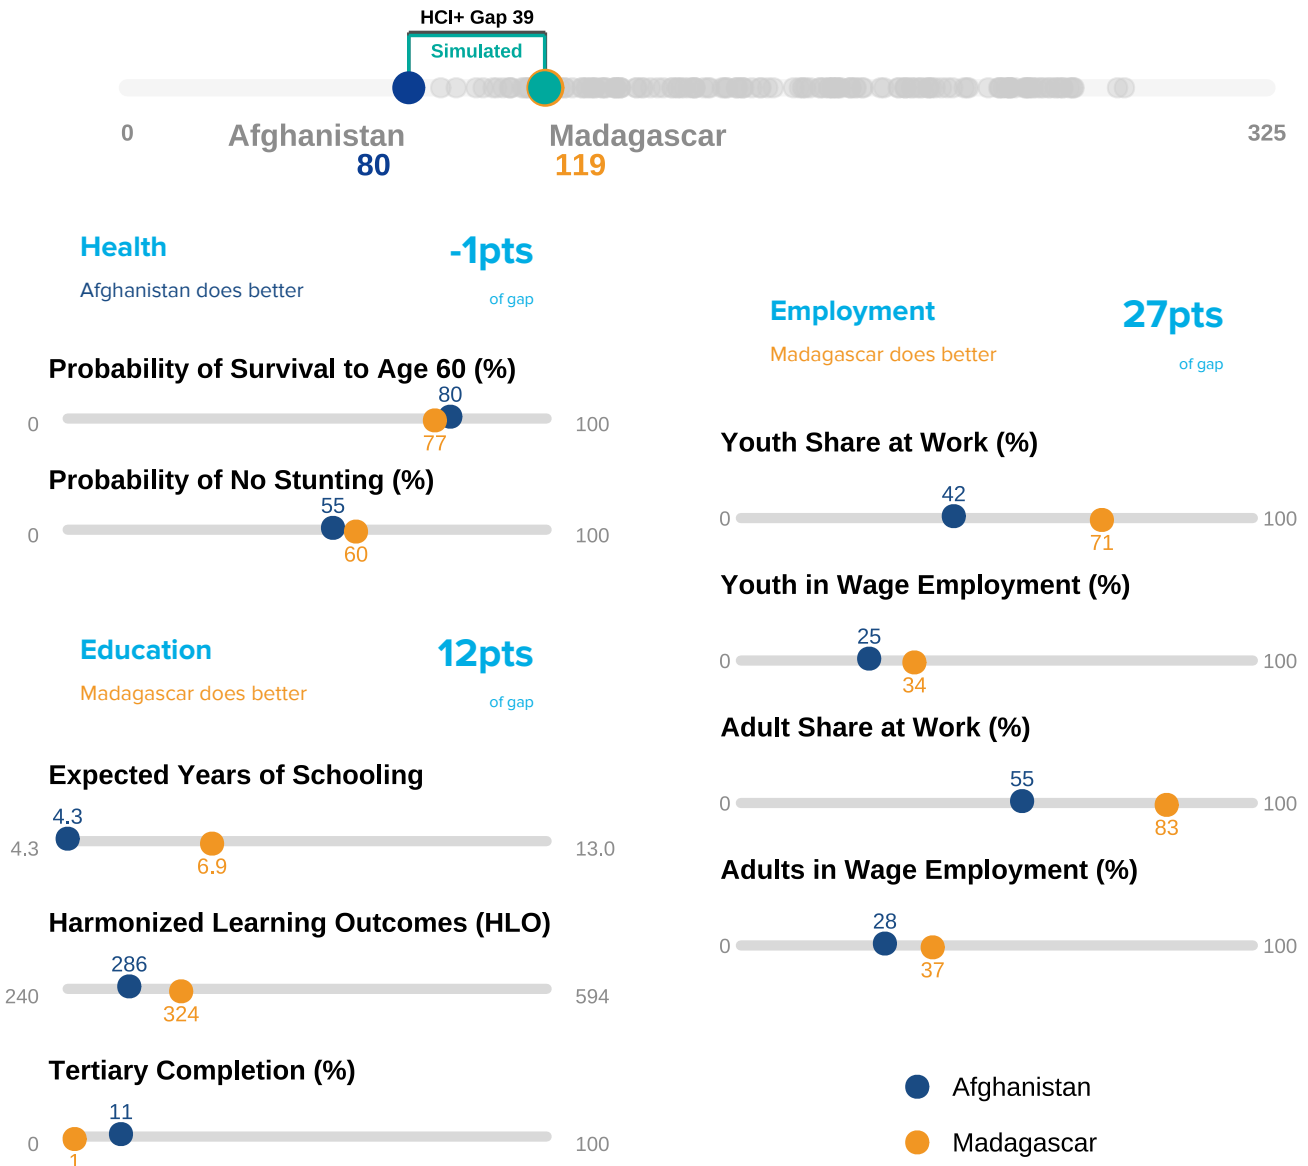 HCI+ Gap 39
Simulated
0
Afghanistan
Madagascar
325
80
119
Health
-1pts
Afghanistan does better
of gap
Probability of Survival to Age 60 (%)
80
0
100
77
Probability of No Stunting (%)
55
0
100
60
Education
12pts
Madagascar does better
of gap
Expected Years of Schooling
4.3
4.3
13.0
6.9
Harmonized Learning Outcomes (HLO)
286
240
594
324
Tertiary Completion (%)
11
0
100
1
Employment
27pts
Madagascar does better
of gap
Youth Share at Work (%)
42
0
100
71
Youth in Wage Employment (%)
25
0
100
34
Adult Share at Work (%)
55
0
100
83
Adults in Wage Employment (%)
28
0
100
37
Afghanistan
Madagascar